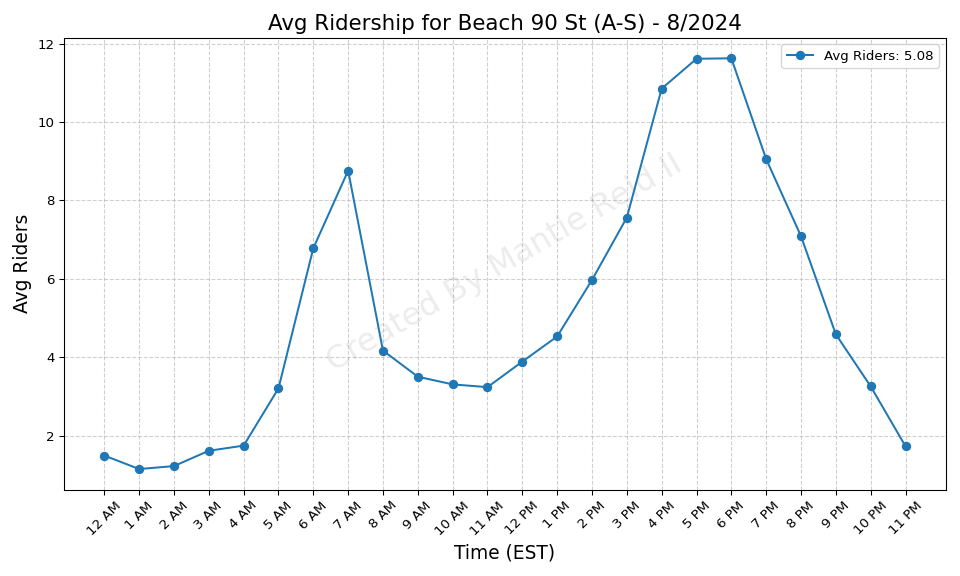 Avg Ridership for Beach 90 St (A-S) - 8/2024
Avg Riders: 5.08
12
10
8
6
4
2
Avg Riders
Created By Mantie Reid II
12 AM
1 AM
2 AM
3 AM
4 AM
5 AM
6 AM
7 AM
8 AM
9 AM
10 AM
11 AM
12 PM
1 PM
2 PM
3 PM
4 PM
5 PM
6 PM
7 PM
8 PM
9 PM
10 PM
11 PM
Time (EST)